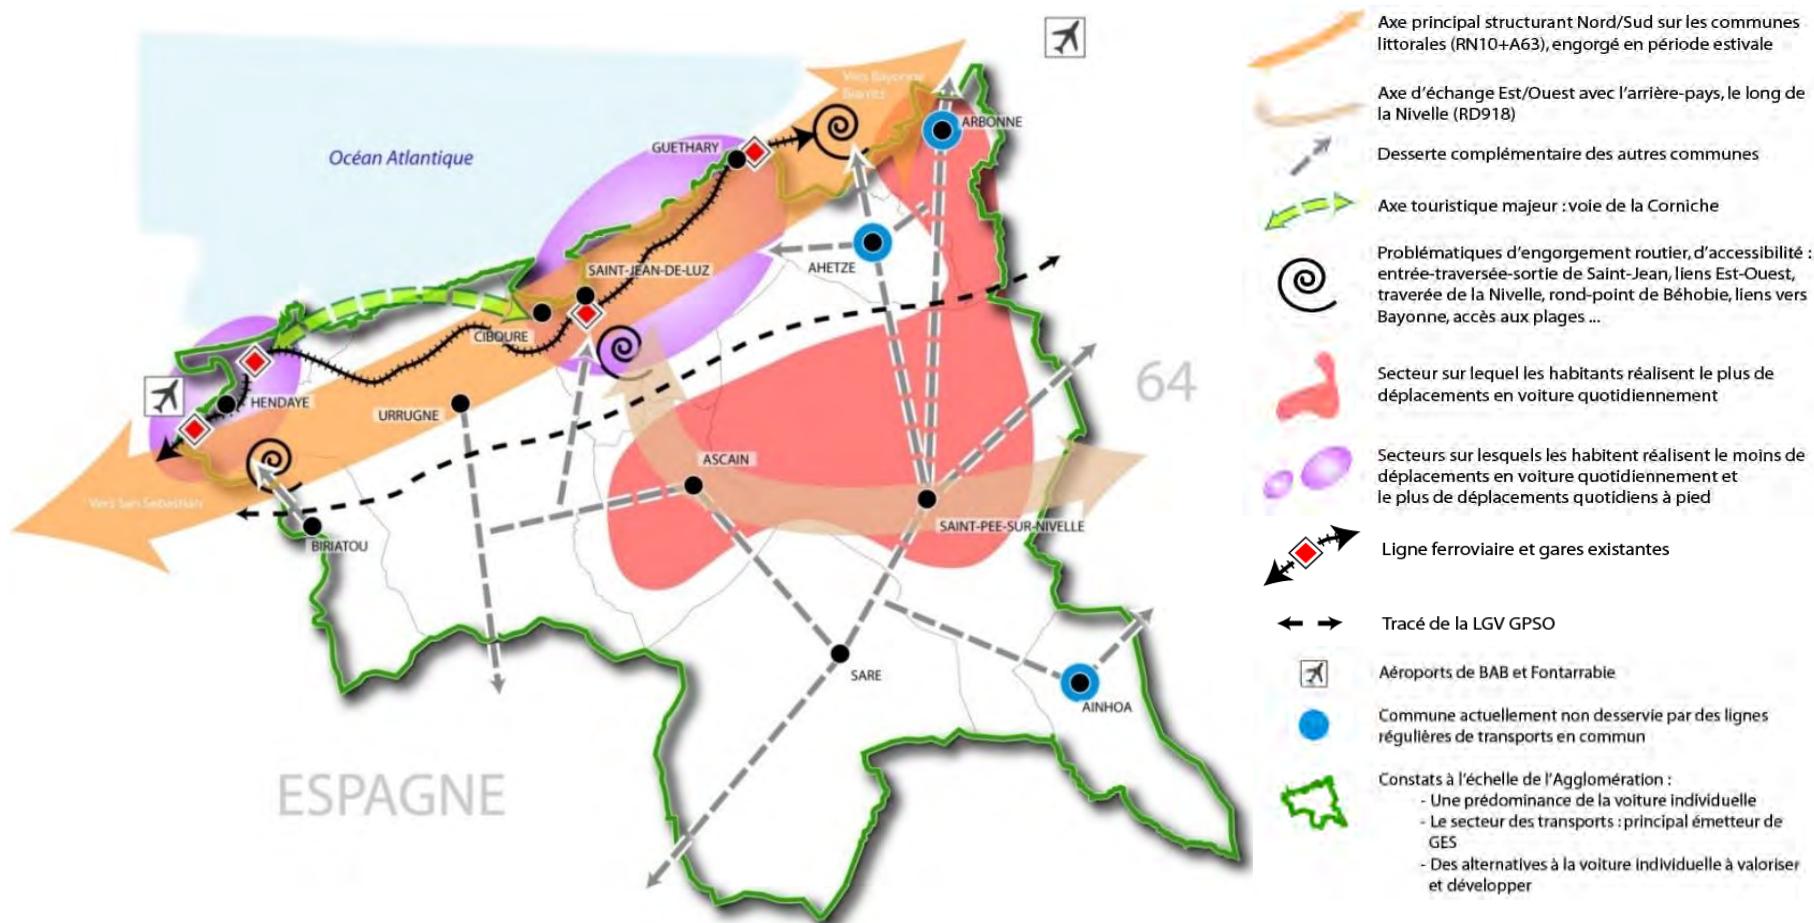 Vers Bayonne
Biarritz
ARBONNE
GUETHARY
Océan Atlantique
AHETZE
SAINT-JEAN-DE-LUZ
CIBOURE
64
HENDAYE
URRUGNE
ASCAIN
Vers San Sebastian
SAINT-PEE-SUR-NIVELLE
BIRIATOU
SARE
AINHOA
ESPAGNE
Axe principal structurant Nord/Sud sur les communes
littorales (RN10+A63), engorgé en période estivale
Axe d'échange Est/Ouest avec l'arrière-pays, le long de
la Nivelle (RD918)
Desserte complémentaire des autres communes
Axe touristique majeur : voie de la Corniche
Problématiques d'engorgement routier, d'accessibilité :
entrée-traversée-sortie de Saint-Jean, liens Est-Ouest,
traverée de la Nivelle, rond-point de Béhobie, liens vers
Bayonne, accès aux plages ...
Secteur sur lequel les habitants réalisent le plus de
déplacements en voiture quotidiennement
Secteurs sur lesquels les habitent réalisent le moins de
déplacements en voiture quotidiennement et
le plus de déplacements quotidiens à pied
Ligne ferroviaire et gares existantes
Tracé de la LGV GPSO
Aéroports de BAB et Fontarrabie
Commune actuellement non desservie par des lignes
régulières de transports en commun
Constats à l'échelle de l'Agglomération :
- Une prédominance de la voiture individuelle
- Le secteur des transports : principal émetteur de
GES
- Des alternatives à la voiture individuelle à valoriser
et développer